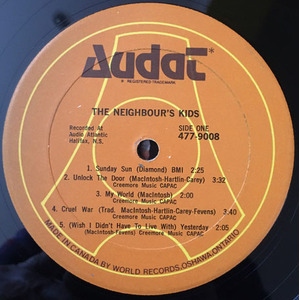 Audat*
* REGISTERED TRADEMARK
THE NEIGHBOUR'S KIDS
Recorded At
Audio Atlantic
Halifax, N.S.
SIDE ONE
477-9008
1. Sunday Sun (Diamond) BMI 2:25
2. Unlock The Door (MacIntosh-Hartlin-Carey) 3:32
Creemore Music CAPAC
3. My World (MacIntosh) 2:00
Creemore Music CAPAC
4. Cruel War (Trad. MacIntosh-Hartlin-Carey-Fevens) 4:40
Creemore Music CAPAC
5. (Wish I Didn't Have To Live With) Yesterday 2:05
(MacIntosh-Fevens) Creemore Music CAPAC
MADE IN CANADA BY WORLD RECORDS, OSHAWA, ONTARIO